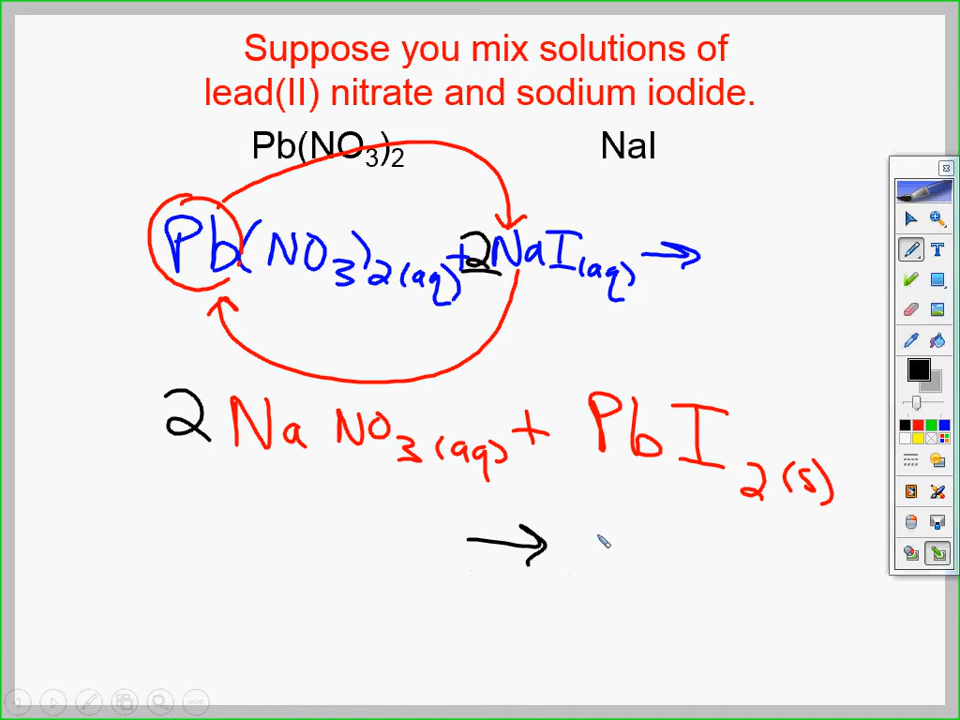 Suppose you mix solutions of
lead(II) nitrate and sodium iodide.
Pb(NO₃)₂ NaI
Pb(NO₃)₂(aq) + 2NaI(aq) →
2 NaNO₃(aq) + PbI₂(s)
→
T